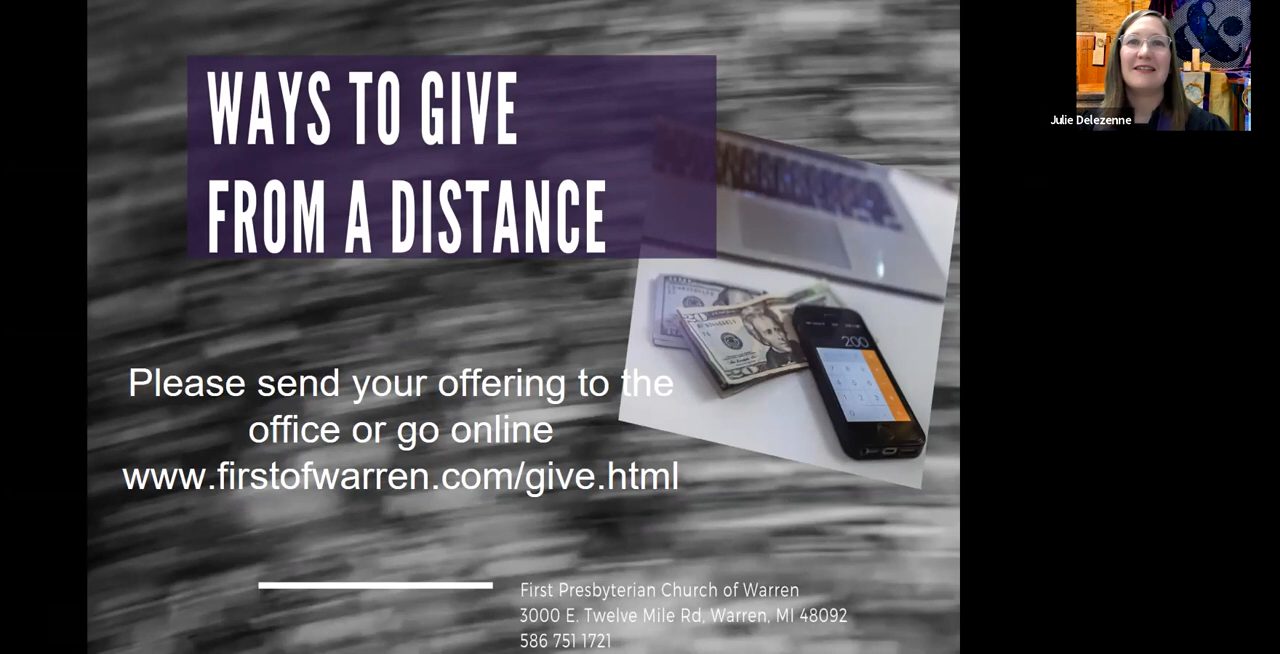 WAYS TO GIVE
FROM A DISTANCE
Julie Delezenne
200
Please send your offering to the
office or go online
www.firstofwarren.com/give.html
First Presbyterian Church of Warren
3000 E. Twelve Mile Rd, Warren, MI 48092
586 751 1721